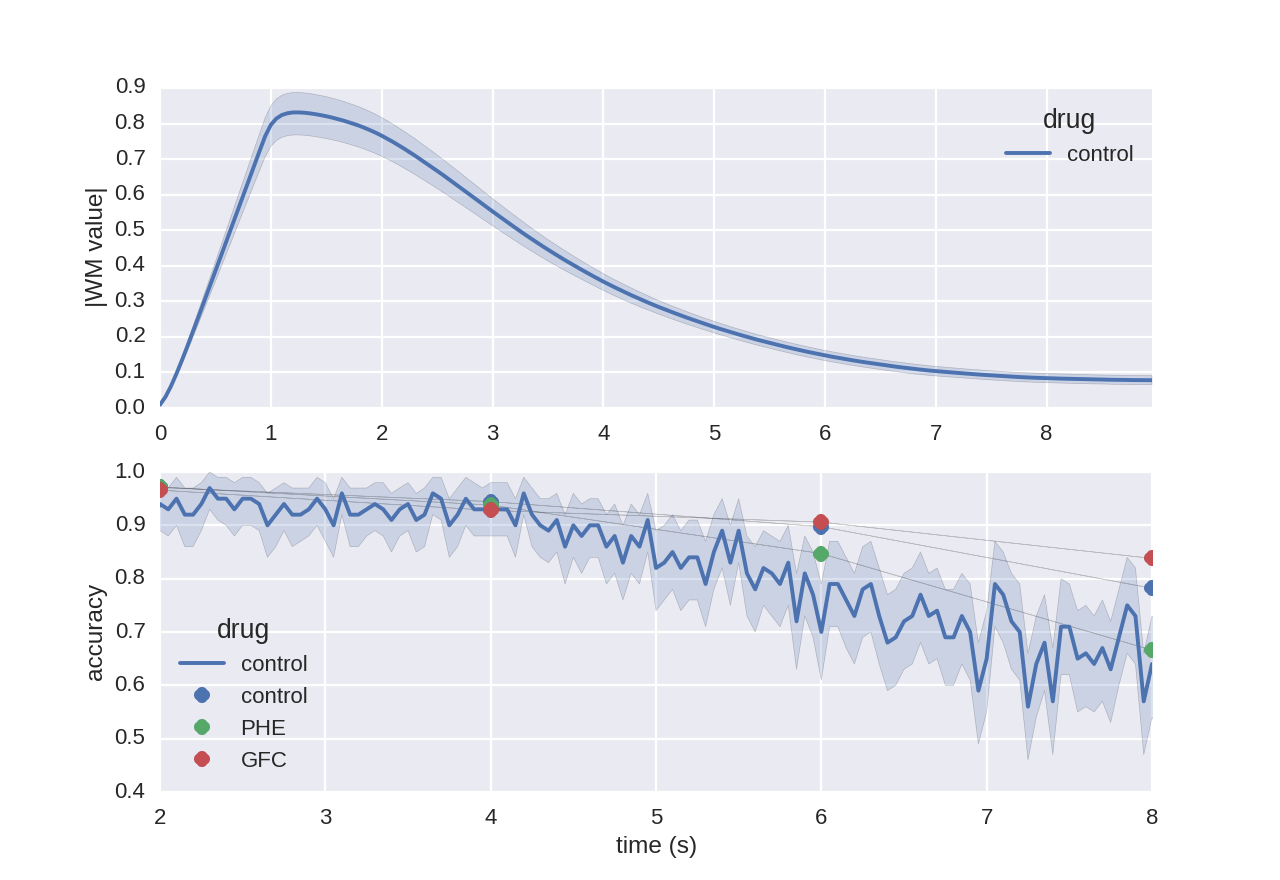 0.9
0.8
0.7
0.6
0.5
0.4
0.3
0.2
0.1
0.0
|WM value|
drug
control
0 1 2 3 4 5 6 7 8
1.0
0.9
0.8
0.7
0.6
0.5
0.4
accuracy
drug
control
control
PHE
GFC
2 3 4 5 6 7 8
time (s)